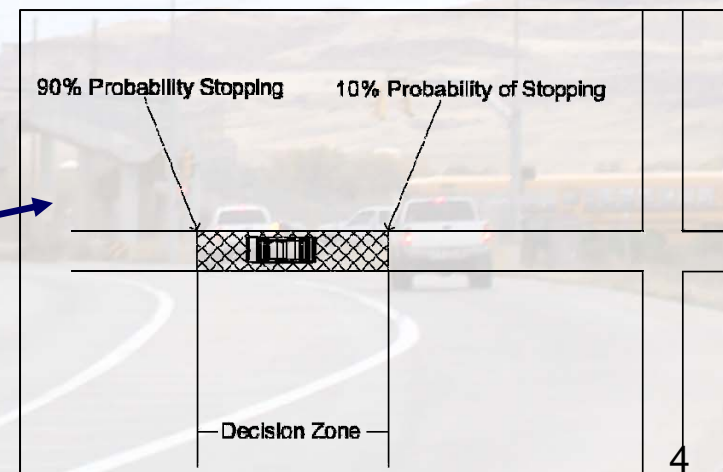 90% Probability Stopping
10% Probability of Stopping
Decision Zone
4